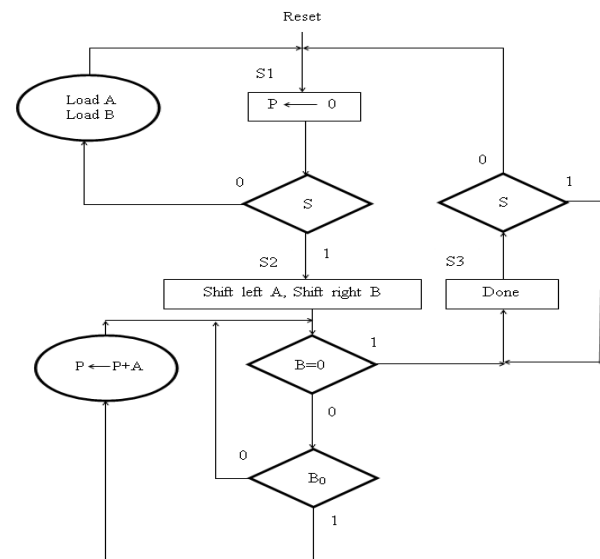 Reset
S1
P ← 0
Load A
Load B
0
S
1
0
S
1
S2
Shift left A, Shift right B
S3
Done
P ← P+A
B=0
1
0
0
B₀
1